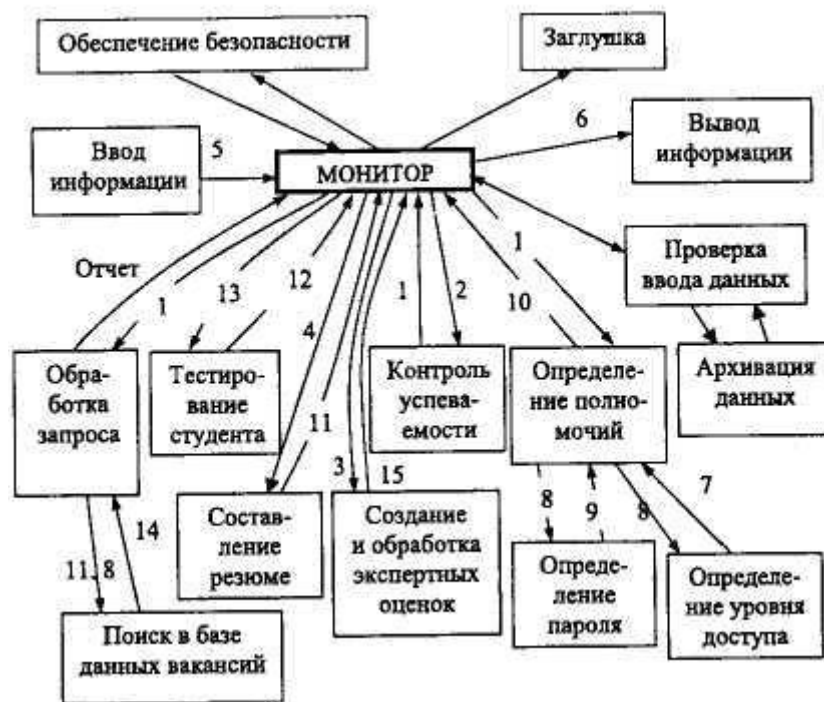 Обеспечение безопасности
Заглушка
Ввод
информации
5
МОНИТОР
6
Вывод
информации
Отчет
1
13
12
4
11
1
2
10
1
Проверка
ввода данных
Обра-
ботка
запроса
Тестиро-
вание
студента
Контроль
успева-
емости
Определе-
ние полно-
мочий
Архивация
данных
3
15
14
11, 8
Состав-
ление
резюме
Создание
и обработка
экспертных
оценок
8
9
8
7
Поиск в базе
данных вакансий
Опреде-
ление
пароля
Определе-
ние уровня
доступа